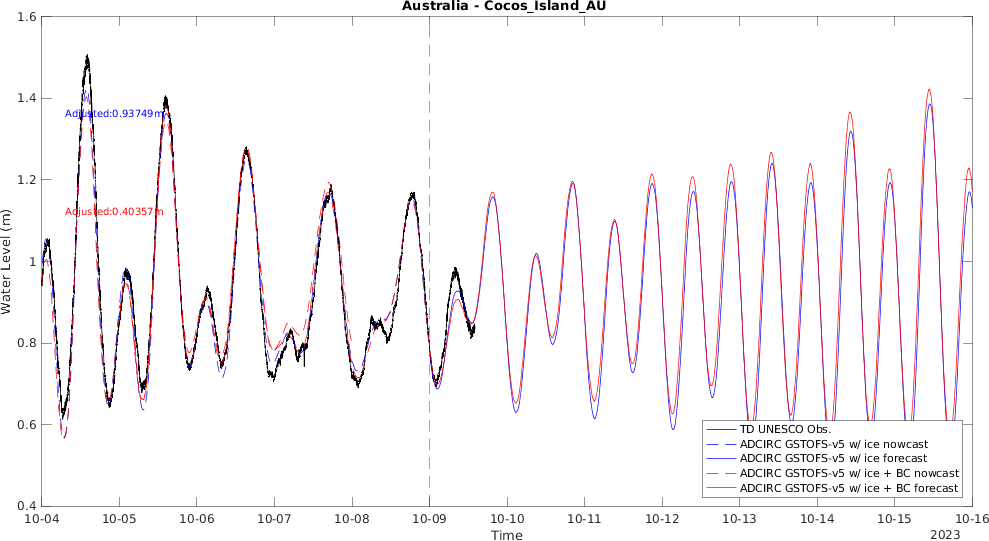 Australia - Cocos_Island_AU
Water Level (m)
1.6
1.4
1.2
1
0.8
0.6
0.4
Adjusted:0.93749m
Adjusted:0.40357m
TD UNESCO Obs.
ADCIRC GSTOFS-v5 w/ ice nowcast
ADCIRC GSTOFS-v5 w/ ice forecast
ADCIRC GSTOFS-v5 w/ ice + BC nowcast
ADCIRC GSTOFS-v5 w/ ice + BC forecast
10-04 10-05 10-06 10-07 10-08 10-09 10-10 10-11 10-12 10-13 10-14 10-15 10-16
Time
2023